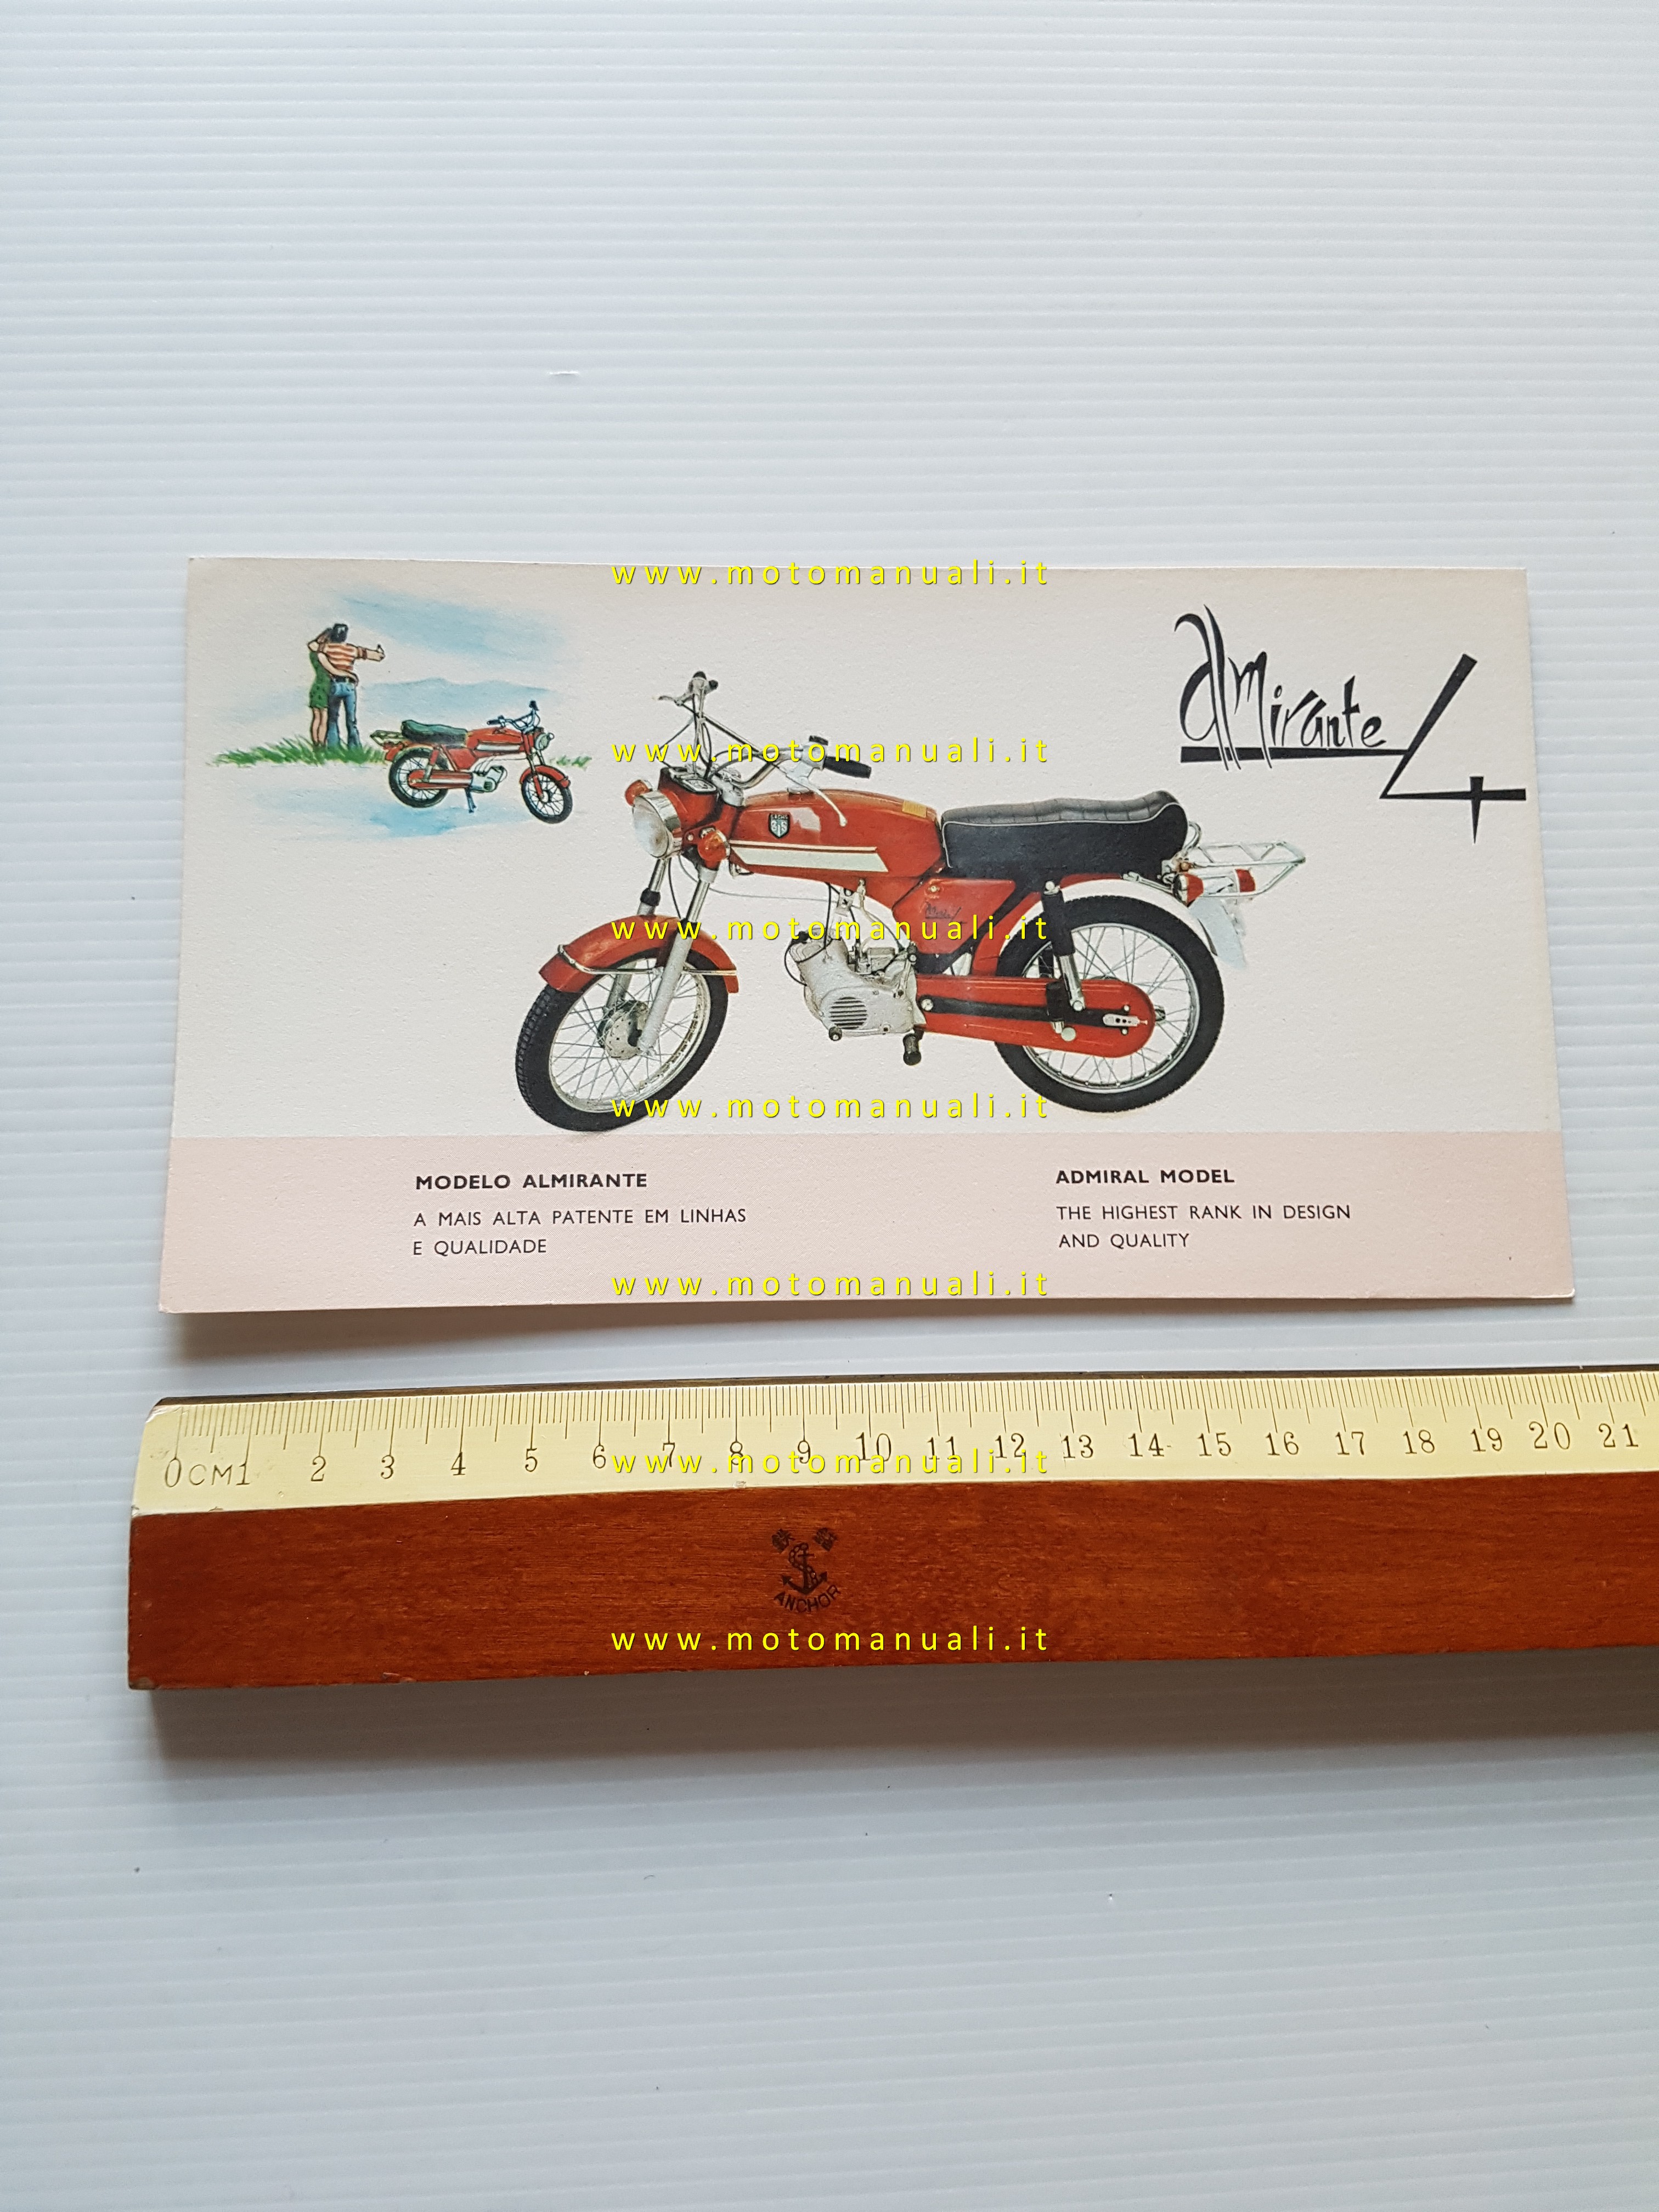 www.motomanuali.it
almirante 4
www.motomanuali.it
www.motomanuali.it
www.motomanuali.it
MODELO ALMIRANTE
A MAIS ALTA PATENTE EM LINHAS
E QUALIDADE
ADMIRAL MODEL
THE HIGHEST RANK IN DESIGN
AND QUALITY
www.motomanuali.it
0CM1 2 3 4 5 6 7 8 9 10 11 12 13 14 15 16 17 18 19 20 21
www.motomanuali.it
ANCHOR
www.motomanuali.it